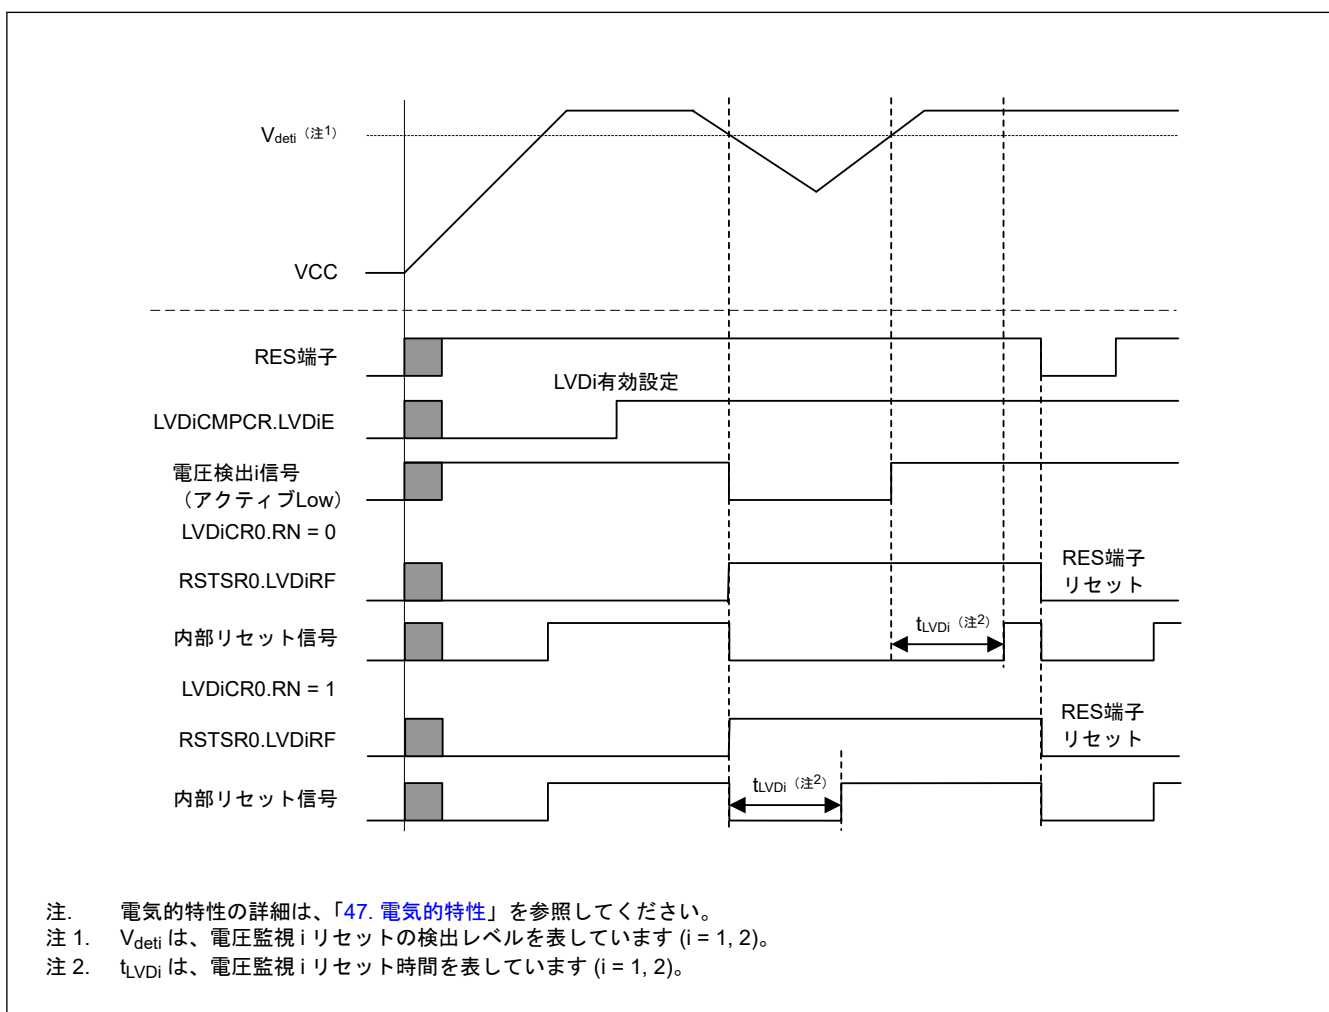 Vdeti（注1）
VCC
RES端子
LVDi有効設定
LVDiCMPCR.LVDiE
電圧検出i信号
（アクティブLow）
LVDiCR0.RN = 0
RSTSR0.LVDiRF
RES端子
リセット
内部リセット信号
tLVDi（注2）
LVDiCR0.RN = 1
RSTSR0.LVDiRF
RES端子
リセット
内部リセット信号
tLVDi（注2）
注. 電気的特性の詳細は、「47. 電気的特性」を参照してください。
注 1. Vdeti は、電圧監視 i リセットの検出レベルを表しています (i = 1, 2)。
注 2. tLVDi は、電圧監視 i リセット時間を表しています (i = 1, 2)。